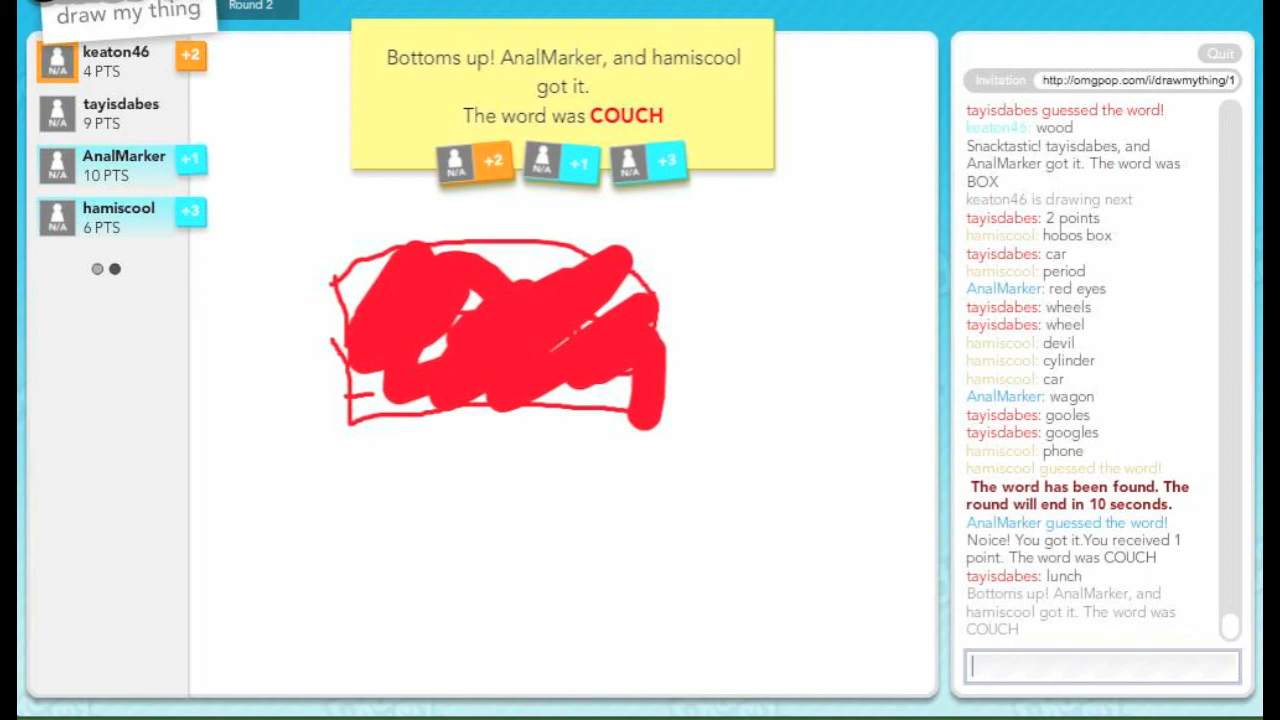 draw my thing
Round 2
keaton46
4 PTS
+2
N/A
tayisdabes
9 PTS
N/A
AnalMarker
10 PTS
+1
N/A
hamiscool
6 PTS
+3
N/A
Bottoms up! AnalMarker, and hamiscool
got it.
The word was COUCH
N/A +2
N/A +1
N/A +3
Quit
Invitation http://omgpop.com/i/drawmything/1
tayisdabes guessed the word!
keaton46: wood
Snacktastic! tayisdabes, and
AnalMarker got it. The word was
BOX
keaton46 is drawing next
tayisdabes: 2 points
hamiscool: hobos box
tayisdabes: car
hamiscool: period
AnalMarker: red eyes
tayisdabes: wheels
tayisdabes: wheel
hamiscool: devil
hamiscool: cylinder
hamiscool: car
AnalMarker: wagon
tayisdabes: gooles
tayisdabes: googles
hamiscool: phone
hamiscool guessed the word!
The word has been found. The
round will end in 10 seconds.
AnalMarker guessed the word!
Noice! You got it.You received 1
point. The word was COUCH
tayisdabes: lunch
Bottoms up! AnalMarker, and
hamiscool got it. The word was
COUCH